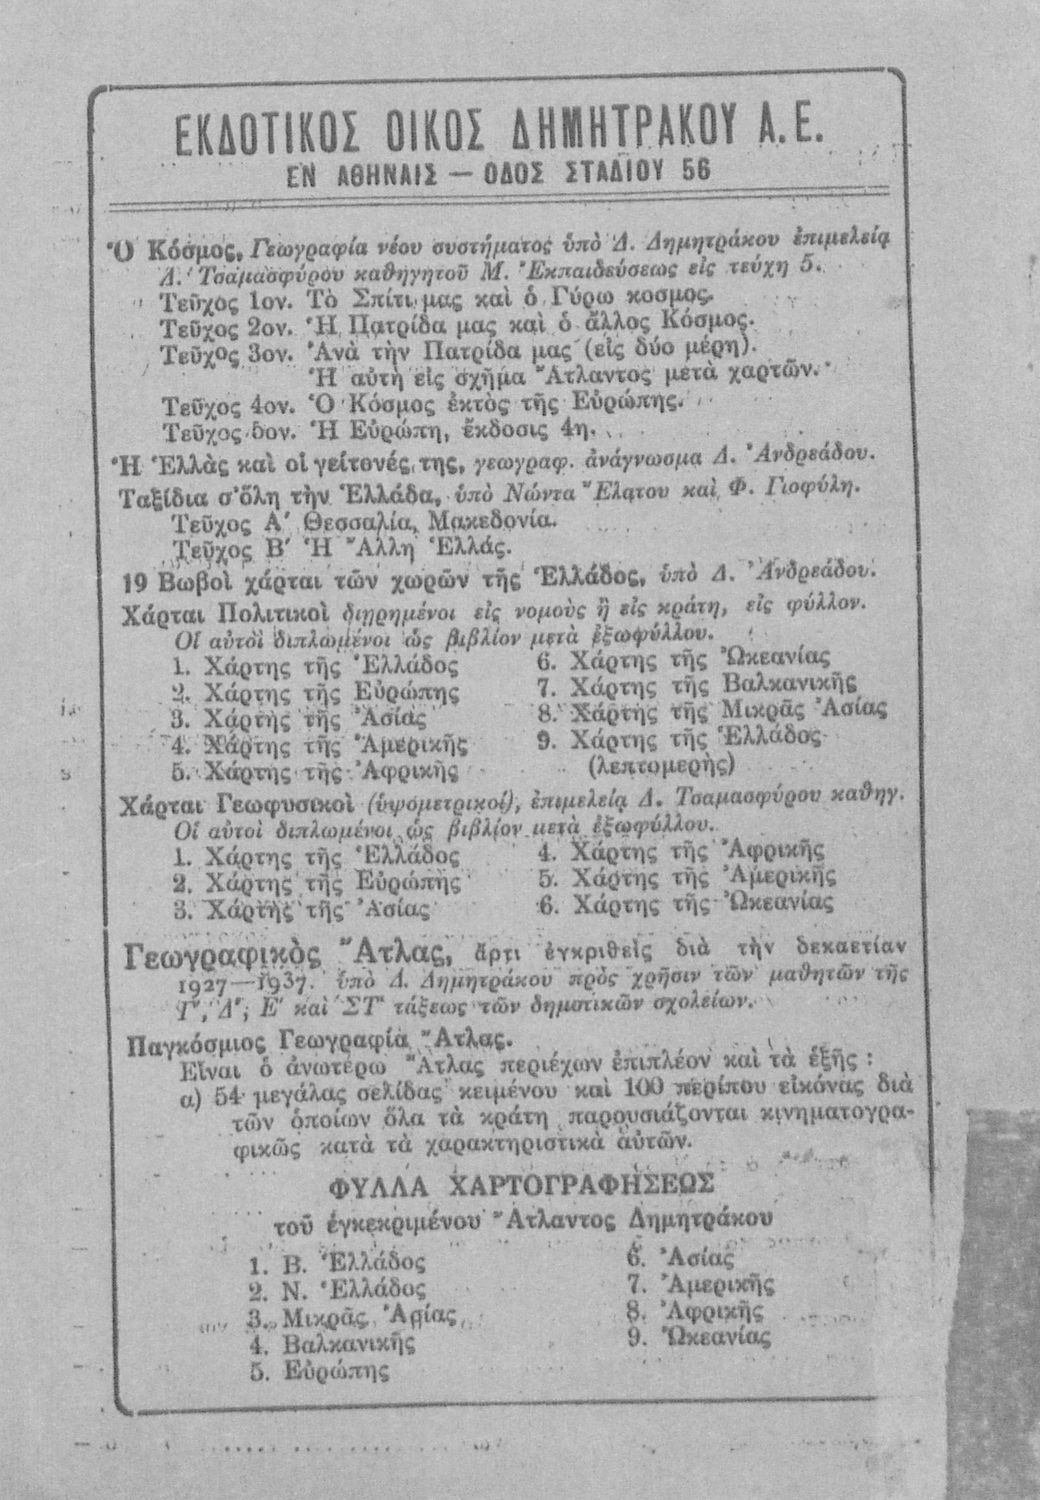 ΕΚΔΟΤΙΚΟΣ ΟΙΚΟΣ ΔΗΜΗΤΡΑΚΟΥ Α.Ε.
ΕΝ ΑΘΗΝΑΙΣ — ΟΔΟΣ ΣΤΑΔΙΟΥ 56
Ὁ Κόσμος, Γεωγραφία νέου συστήματος ὑπὸ Δ. Δημητράκου ἐπιμελείᾳ
Δ. Τσαμασφύρου καθηγητοῦ Μ. Ἐκπαιδεύσεως εἰς τεύχη 5.
Τεῦχος 1ον. Τὸ Σπίτι μας καὶ ὁ Γύρω κοσμος.
Τεῦχος 2ον. Ἡ Πατρίδα μας καὶ ὁ ἄλλος Κόσμος.
Τεῦχος 3ον. Ἀνὰ τὴν Πατρίδα μας (εἰς δύο μέρη).
Ἡ αὐτὴ εἰς σχῆμα Ἄτλαντος μετὰ χαρτῶν.
Τεῦχος 4ον. Ὁ Κόσμος ἐκτὸς τῆς Εὐρώπης.
Τεῦχος 5ον. Ἡ Εὐρώπη, ἔκδοσις 4η.
Ἡ Ἑλλὰς καὶ οἱ γείτονές της, γεωγραφ. ἀνάγνωσμα Δ. Ἀνδρεάδου.
Ταξίδια σ' ὅλη τὴν Ἑλλάδα, ὑπὸ Νώντα Ἔλατου καὶ Φ. Γιοφύλη.
Τεῦχος Α' Θεσσαλία, Μακεδονία.
Τεῦχος Β' Ἡ Ἄλλη Ἑλλάς.
19 Βωβοὶ χάρται τῶν χωρῶν τῆς Ἑλλάδος, ὑπὸ Δ. Ἀνδρεάδου.
Χάρται Πολιτικοὶ διῃρημένοι εἰς νομοὺς ἢ εἰς κράτη, εἰς φύλλον.
Οἱ αὐτοὶ διπλωμένοι ὡς βιβλίον μετὰ ἐξωφύλλου.
1. Χάρτης τῆς Ἑλλάδος
2. Χάρτης τῆς Εὐρώπης
3. Χάρτης τῆς Ἀσίας
4. Χάρτης τῆς Ἀμερικῆς
5. Χάρτης τῆς Ἀφρικῆς
6. Χάρτης τῆς Ὠκεανίας
7. Χάρτης τῆς Βαλκανικῆς
8. Χάρτης τῆς Μικρᾶς Ἀσίας
9. Χάρτης τῆς Ἑλλάδος
(λεπτομερὴς)
Χάρται Γεωφυσικοὶ (ὑψομετρικοί), ἐπιμελείᾳ Δ. Τσαμασφύρου καθηγ.
Οἱ αὐτοὶ διπλωμένοι ὡς βιβλίον μετὰ ἐξωφύλλου.
1. Χάρτης τῆς Ἑλλάδος
2. Χάρτης τῆς Εὐρώπης
3. Χάρτης τῆς Ἀσίας
4. Χάρτης τῆς Ἀφρικῆς
5. Χάρτης τῆς Ἀμερικῆς
6. Χάρτης τῆς Ὠκεανίας
Γεωγραφικὸς Ἄτλας, ἄρτι ἐγκριθεὶς διὰ τὴν δεκαετίαν
1927—1937. ὑπὸ Δ. Δημητράκου πρὸς χρῆσιν τῶν μαθητῶν τῆς
Γ', Δ', Ε' καὶ ΣΤ' τάξεως τῶν δημοτικῶν σχολείων.
Παγκόσμιος Γεωγραφία Ἄτλας.
Εἶναι ὁ ἀνωτέρω Ἄτλας περιέχων ἐπιπλέον καὶ τὰ ἑξῆς :
α) 54 μεγάλας σελίδας κειμένου καὶ 100 περίπου εἰκόνας διὰ
τῶν ὁποίων ὅλα τὰ κράτη παρουσιάζονται κινηματογρα-
φικῶς κατὰ τὰ χαρακτηριστικὰ αὐτῶν.
ΦΥΛΛΑ ΧΑΡΤΟΓΡΑΦΗΣΕΩΣ
τοῦ ἐγκεκριμένου Ἄτλαντος Δημητράκου
1. Β. Ἑλλάδος
2. Ν. Ἑλλάδος
3. Μικρᾶς Ἀσίας
4. Βαλκανικῆς
5. Εὐρώπης
6. Ἀσίας
7. Ἀμερικῆς
8. Ἀφρικῆς
9. Ὠκεανίας